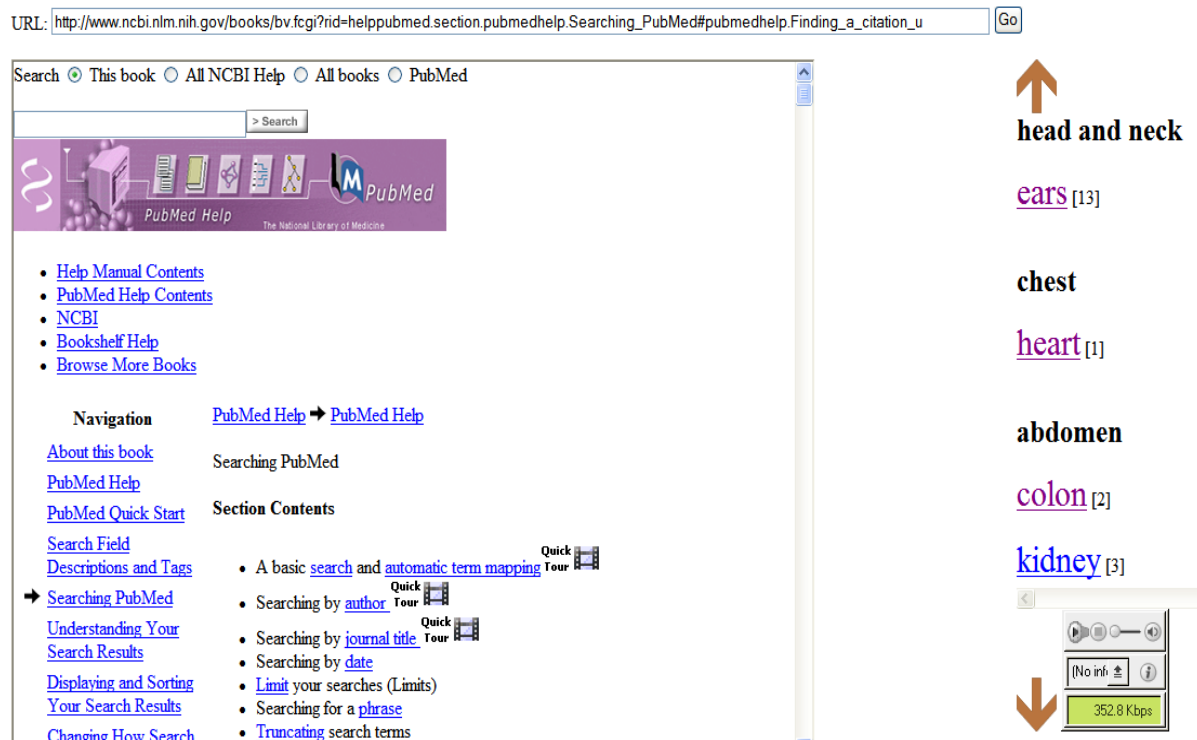 URL: http://www.ncbi.nlm.nih.gov/books/bv.fcgi?rid=helppubmed.section.pubmedhelp.Searching_PubMed#pubmedhelp.Finding_a_citation_u Go
Search This book All NCBI Help All books PubMed
> Search
M PubMed
PubMed Help The National Library of Medicine
Help Manual Contents
PubMed Help Contents
NCBI
Bookshelf Help
Browse More Books
Navigation
About this book
PubMed Help
PubMed Quick Start
Search Field
Descriptions and Tags
Searching PubMed
Understanding Your
Search Results
Displaying and Sorting
Your Search Results
Changing How Search
PubMed Help PubMed Help
Searching PubMed
Section Contents
A basic search and automatic term mapping Quick Tour
Searching by author Quick Tour
Searching by journal title Quick Tour
Searching by date
Limit your searches (Limits)
Searching for a phrase
Truncating search terms
head and neck
ears [13]
chest
heart [1]
abdomen
colon [2]
kidney [3]
(No inf
352.8 Kbps